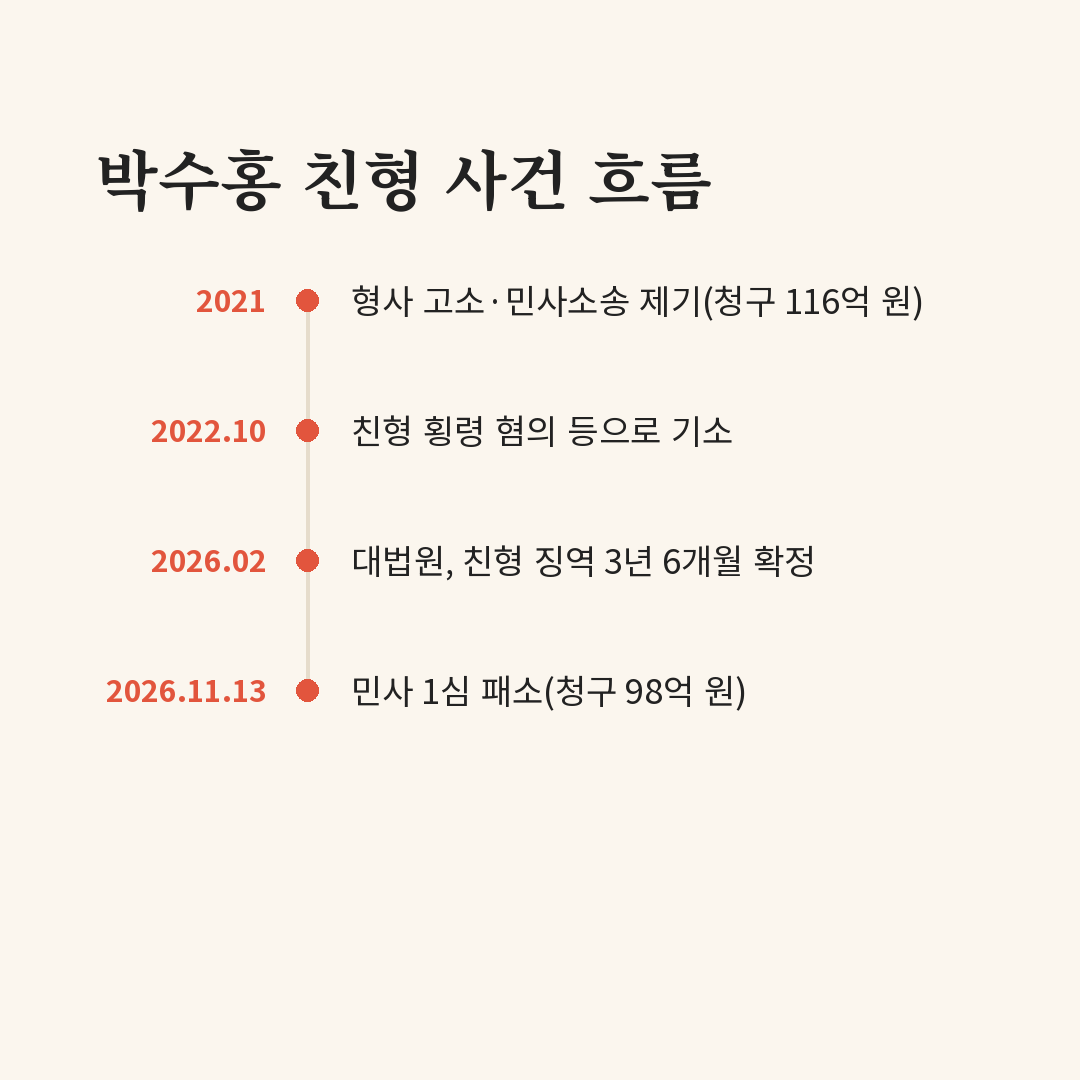 박수홍 친형 사건 흐름
2021 형사 고소·민사소송 제기(청구 116억 원)
2022.10 친형 횡령 혐의 등으로 기소
2026.02 대법원, 친형 징역 3년 6개월 확정
2026.11.13 민사 1심 패소(청구 98억 원)